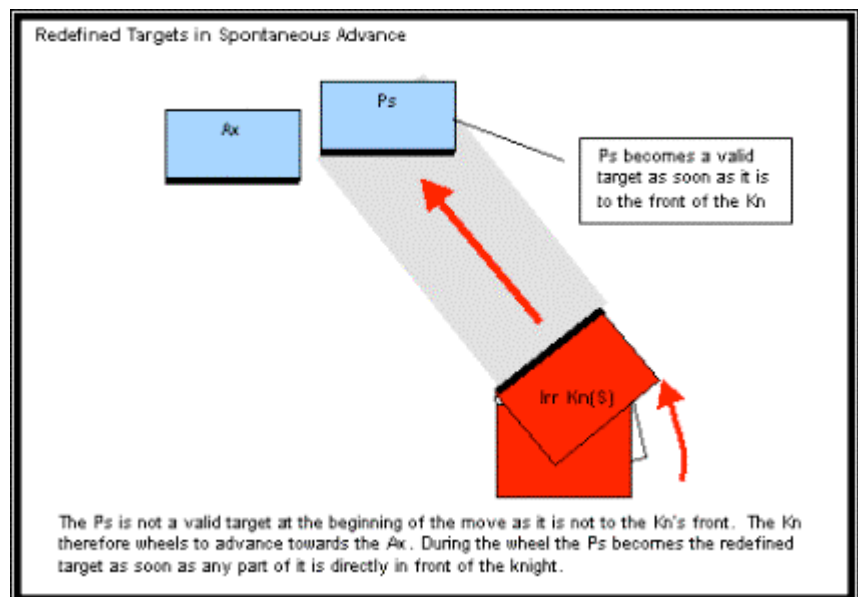 Redefined Targets in Spontaneous Advance
Ax
Ps
Ps becomes a valid
target as soon as it is
to the front of the Kn
Irr Kn(S)
The Ps is not a valid target at the beginning of the move as it is not to the Kn's front. The Kn
therefore wheels to advance towards the Ax. During the wheel the Ps becomes the redefined
target as soon as any part of it is directly in front of the knight.